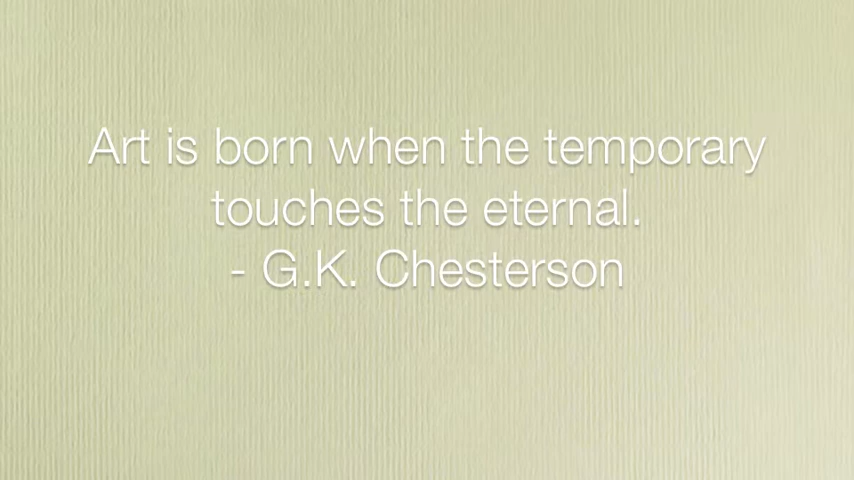 Art is born when the temporary
touches the eternal.
- G.K. Chesterson